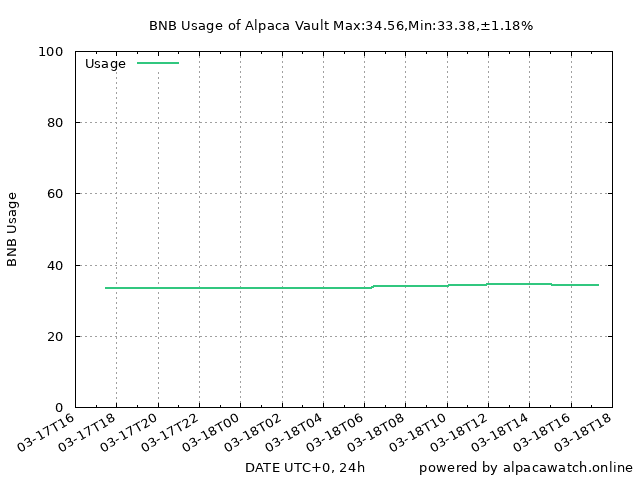 BNB Usage of Alpaca Vault Max:34.56,Min:33.38,±1.18%
Usage
BNB Usage
100
80
60
40
20
0
03-17T16
03-17T18
03-17T20
03-17T22
03-18T00
03-18T02
03-18T04
03-18T06
03-18T08
03-18T10
03-18T12
03-18T14
03-18T16
03-18T18
DATE UTC+0, 24h
powered by alpacawatch.online